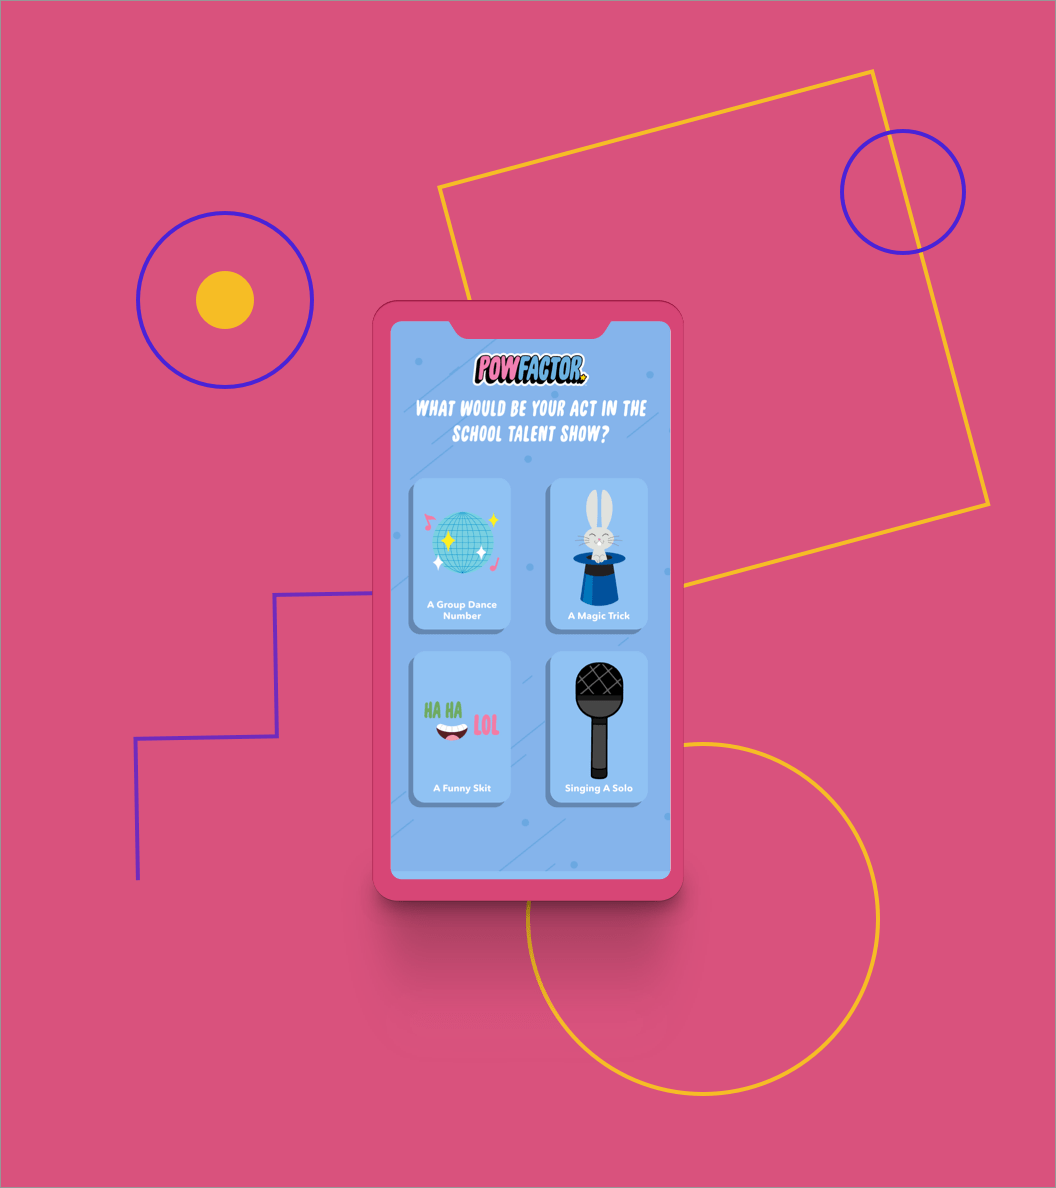 POWFACTOR
WHAT WOULD BE YOUR ACT IN THE
SCHOOL TALENT SHOW?
A Group Dance
Number
A Magic Trick
HA HA
LOL
A Funny Skit
Singing A Solo